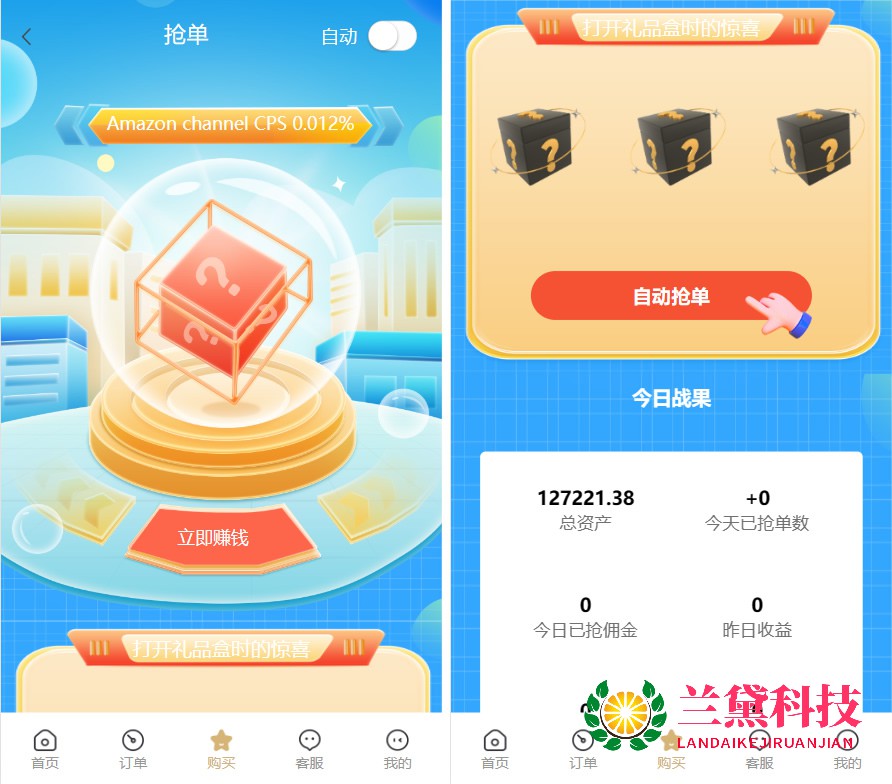 抢单
自动
Amazon channel CPS 0.012%
立即赚钱
打开礼品盒时的惊喜
首页
订单
购买
客服
我的
打开礼品盒时的惊喜
自动抢单
今日战果
127221.38
+0
总资产
今天已抢单数
0
0
今日已抢佣金
昨日收益
兰黛科技
LANDAIKEJIRUANJIAN
首页
订单
购买
客服
我的